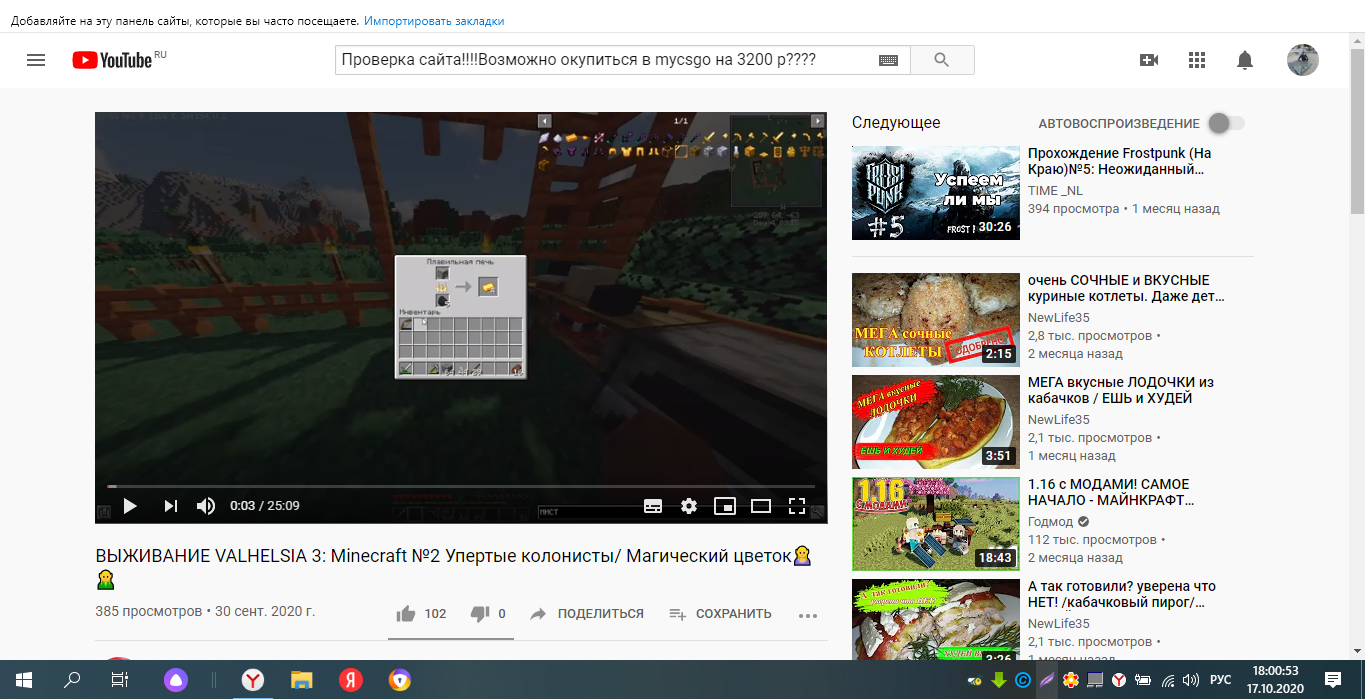 Добавляйте на эту панель сайты, которые вы часто посещаете. Импортировать закладки
YouTube RU
Проверка сайта!!!!Возможно окупиться в mycsgo на 3200 р????
1/1
Плавильная печь
Инвентарь
0:03 / 25:09
ВЫЖИВАНИЕ VALHELSIA 3: Minecraft №2 Упертые колонисты/ Магический цветок
385 просмотров • 30 сент. 2020 г.
102
0
ПОДЕЛИТЬСЯ
СОХРАНИТЬ
Следующее
АВТОВОСПРОИЗВЕДЕНИЕ
FROST PUNK
Успеем
ли мы
#5
FROST
30:26
Прохождение Frostpunk (На
Краю)№5: Неожиданный...
TIME _NL
394 просмотра • 1 месяц назад
МЕГА сочные
КОТЛЕТЫ
ОДОБРЕНО
2:15
очень СОЧНЫЕ и ВКУСНЫЕ
куриные котлеты. Даже дет...
NewLife35
2,8 тыс. просмотров •
2 месяца назад
МЕГА вкусные
ЛОДОЧКИ
ЕШЬ И ХУДЕЙ
3:51
МЕГА вкусные ЛОДОЧКИ из
кабачков / ЕШЬ и ХУДЕЙ
NewLife35
2,1 тыс. просмотров •
1 месяц назад
1.16
С МОДАМИ!
18:43
1.16 с МОДАМИ! САМОЕ
НАЧАЛО - МАЙНКРАФТ...
Годмод
112 тыс. просмотров •
2 месяца назад
А так готовили?
3:26
А так готовили? уверена что
НЕТ! /кабачковый пирог/...
NewLife35
2,1 тыс. просмотров •
1 месяц назад
РУС
18:00:53
17.10.2020